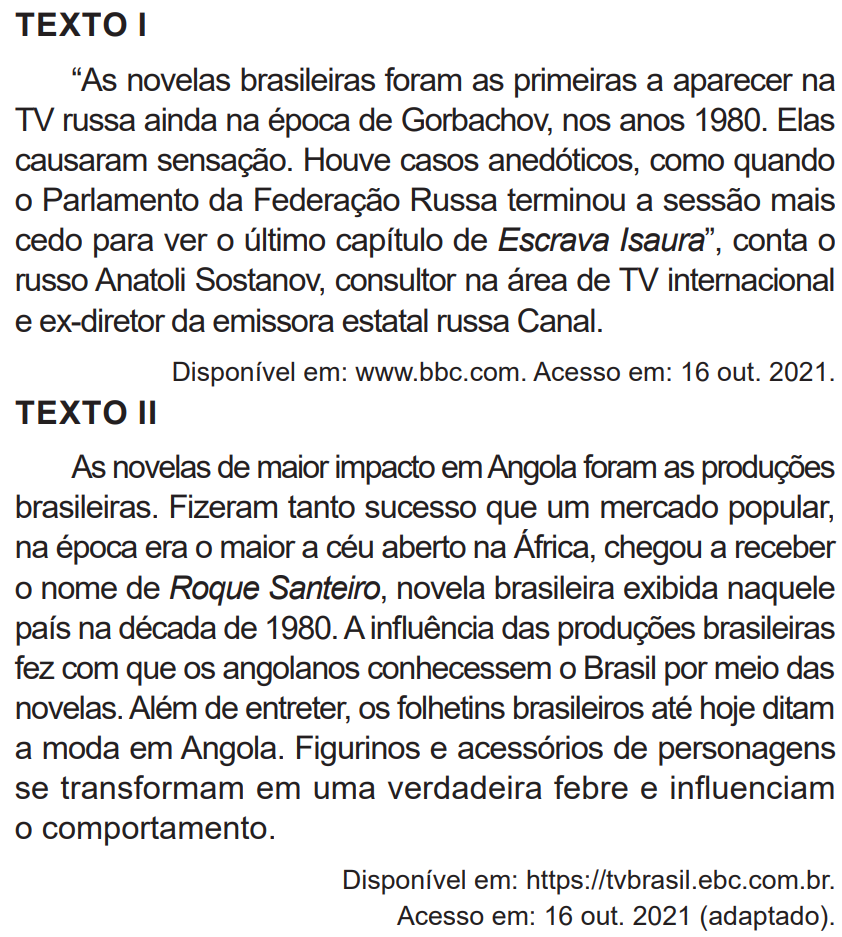 TEXTO I
“As novelas brasileiras foram as primeiras a aparecer na
TV russa ainda na época de Gorbachov, nos anos 1980. Elas
causaram sensação. Houve casos anedóticos, como quando
o Parlamento da Federação Russa terminou a sessão mais
cedo para ver o último capítulo de Escrava Isaura”, conta o
russo Anatoli Sostanov, consultor na área de TV internacional
e ex-diretor da emissora estatal russa Canal.
Disponível em: www.bbc.com. Acesso em: 16 out. 2021.
TEXTO II
As novelas de maior impacto em Angola foram as produções
brasileiras. Fizeram tanto sucesso que um mercado popular,
na época era o maior a céu aberto na África, chegou a receber
o nome de Roque Santeiro, novela brasileira exibida naquele
país na década de 1980. A influência das produções brasileiras
fez com que os angolanos conhecessem o Brasil por meio das
novelas. Além de entreter, os folhetins brasileiros até hoje ditam
a moda em Angola. Figurinos e acessórios de personagens
se transformam em uma verdadeira febre e influenciam
o comportamento.
Disponível em: https://tvbrasil.ebc.com.br.
Acesso em: 16 out. 2021 (adaptado).